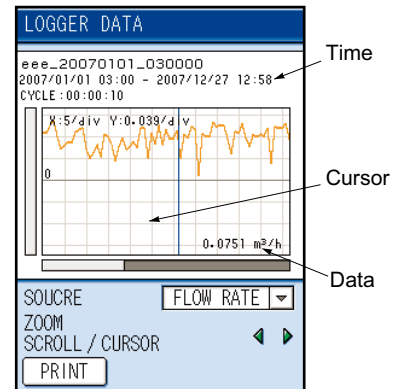 LOGGER DATA
eee_20070101_030000
2007/01/01 03:00 - 2007/12/27 12:58
CYCLE:00:00:10
X:5/div Y:0.039/div
0
0.0751 m³/h
SOUCRE
FLOW RATE
ZOOM
SCROLL / CURSOR
PRINT
Time
Cursor
Data